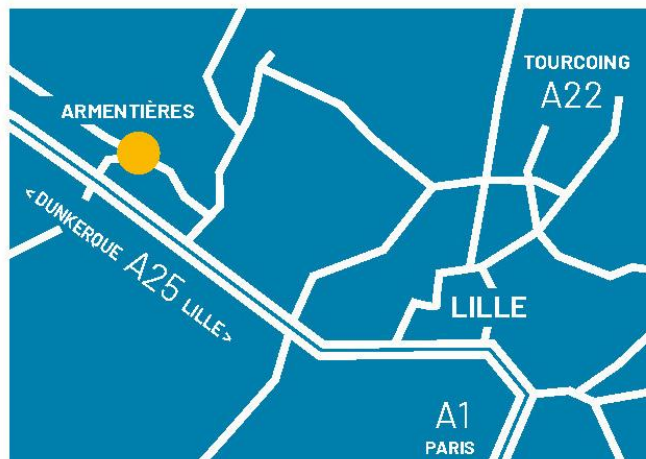 TOURCOING
A22
ARMENTIÈRES
<DUNKERQUE A25 LILLE>
LILLE
A1
PARIS